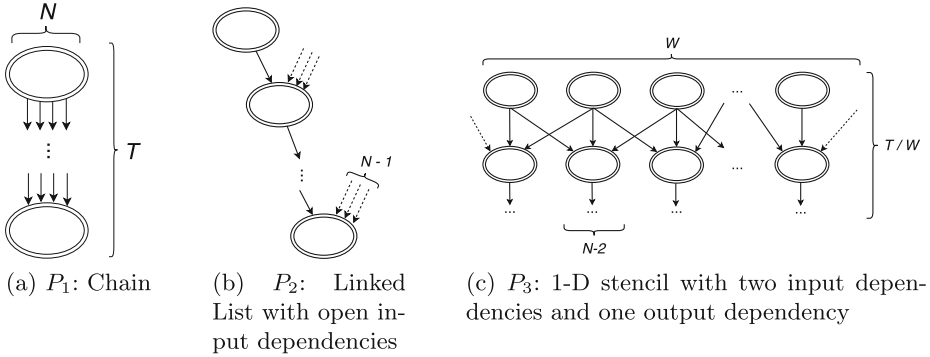 N
T
...
(a) P1: Chain
...
N - 1
(b) P2: Linked
List with open in-
put dependencies
W
...
...
T / W
... ... ... ...
N-2
(c) P3: 1-D stencil with two input depen-
dencies and one output dependency